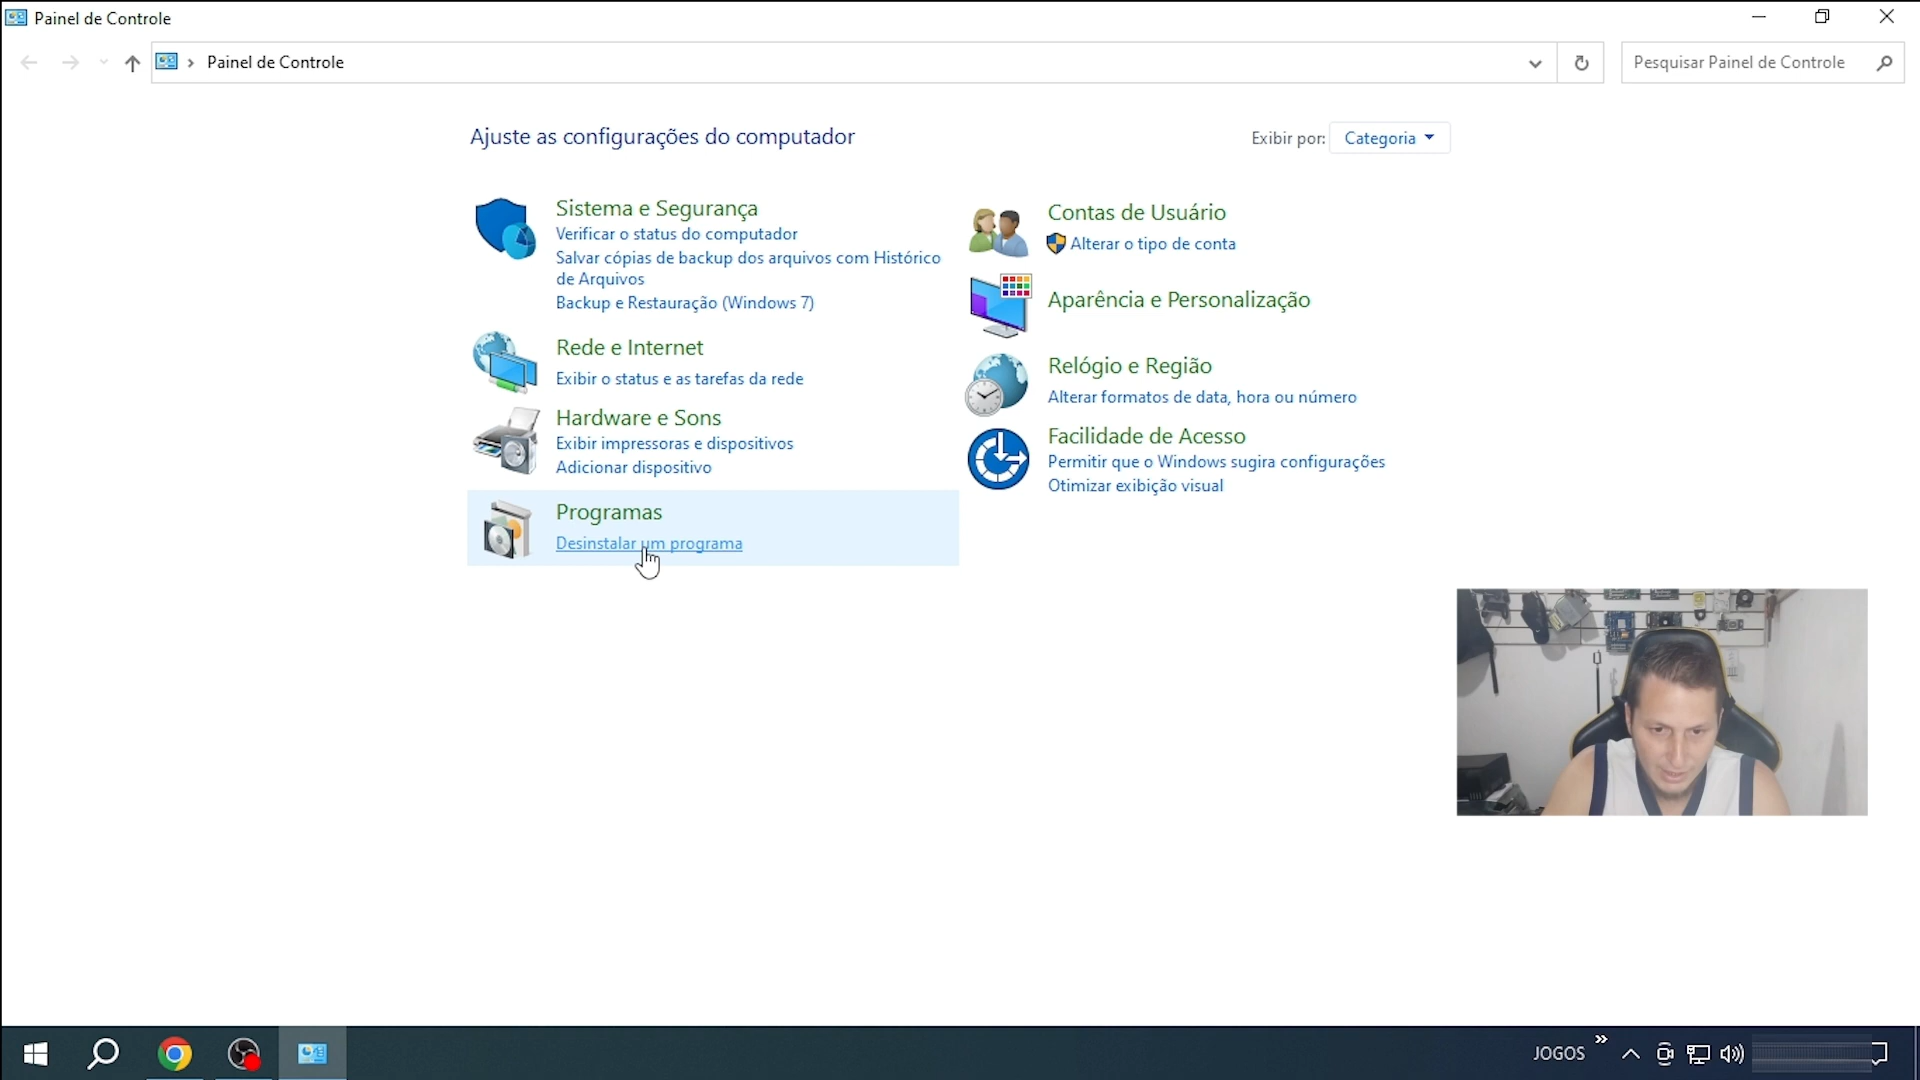 Painel de Controle
Painel de Controle
Pesquisar Painel de Controle
Ajuste as configurações do computador
Exibir por: Categoria
Sistema e Segurança
Verificar o status do computador
Salvar cópias de backup dos arquivos com Histórico
de Arquivos
Backup e Restauração (Windows 7)
Rede e Internet
Exibir o status e as tarefas da rede
Hardware e Sons
Exibir impressoras e dispositivos
Adicionar dispositivo
Programas
Desinstalar um programa
Contas de Usuário
Alterar o tipo de conta
Aparência e Personalização
Relógio e Região
Alterar formatos de data, hora ou número
Facilidade de Acesso
Permitir que o Windows sugira configurações
Otimizar exibição visual
JOGOS